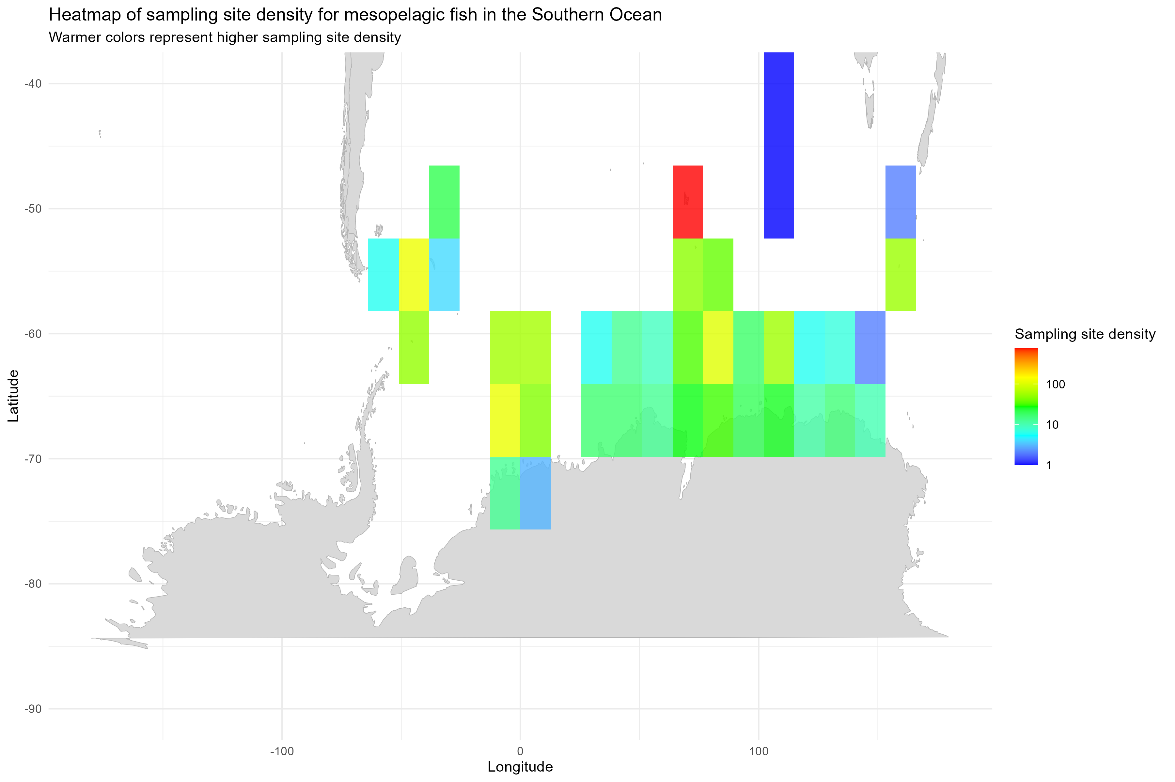 Heatmap of sampling site density for mesopelagic fish in the Southern Ocean
Warmer colors represent higher sampling site density
-40
-50
-60
-70
-80
-90
Latitude
-100
0
100
Longitude
Sampling site density
100
10
1